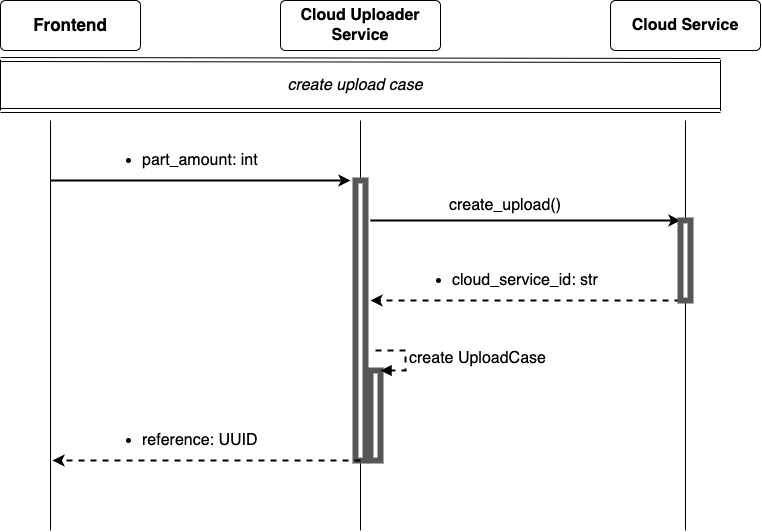 Frontend
Cloud Uploader
Service
Cloud Service
create upload case
• part_amount: int
create_upload()
• cloud_service_id: str
create UploadCase
• reference: UUID